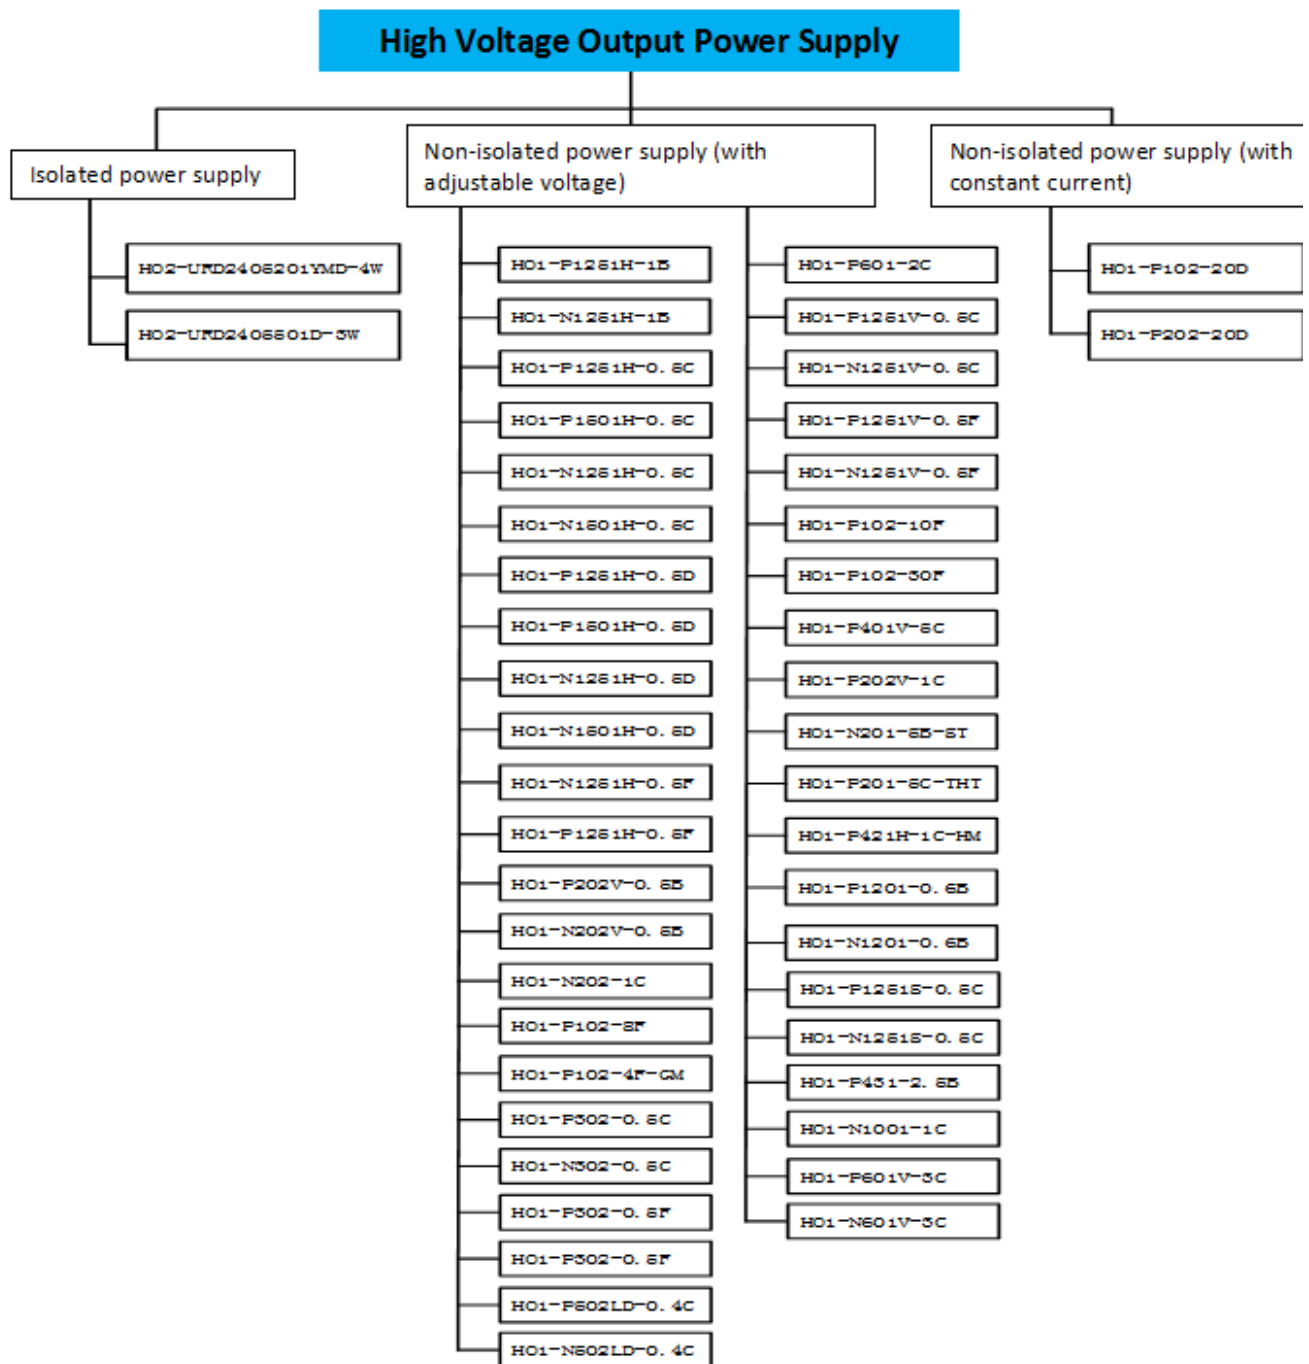 High Voltage Output Power Supply
Isolated power supply
HO2-URD2405201YMD-4W
HO2-URD2405501D-3W
Non-isolated power supply (with
adjustable voltage)
HO1-P1251H-1B
HO1-N1251H-1B
HO1-P1251H-0.5C
HO1-P1501H-0.5C
HO1-N1251H-0.5C
HO1-N1501H-0.5C
HO1-P1251H-0.5D
HO1-P1501H-0.5D
HO1-N1251H-0.5D
HO1-N1501H-0.5D
HO1-N1251H-0.5F
HO1-P1251H-0.5F
HO1-P202V-0.5B
HO1-N202V-0.5B
HO1-N202-1C
HO1-P102-5F
HO1-P102-4F-GM
HO1-P302-0.5C
HO1-N302-0.5C
HO1-P302-0.5F
HO1-P302-0.5F
HO1-P502LD-0.4C
HO1-N502LD-0.4C
HO1-P601-2C
HO1-P1251V-0.5C
HO1-N1251V-0.5C
HO1-P1251V-0.5F
HO1-N1251V-0.5F
HO1-P102-10F
HO1-P102-30F
HO1-P401V-5C
HO1-P202V-1C
HO1-N201-5B-ST
HO1-P201-5C-THT
HO1-P421H-1C-HM
HO1-P1201-0.6B
HO1-N1201-0.6B
HO1-P1251S-0.5C
HO1-N1251S-0.5C
HO1-P431-2.5B
HO1-N1001-1C
HO1-P601V-3C
HO1-N601V-3C
Non-isolated power supply (with
constant current)
HO1-P102-20D
HO1-P202-20D